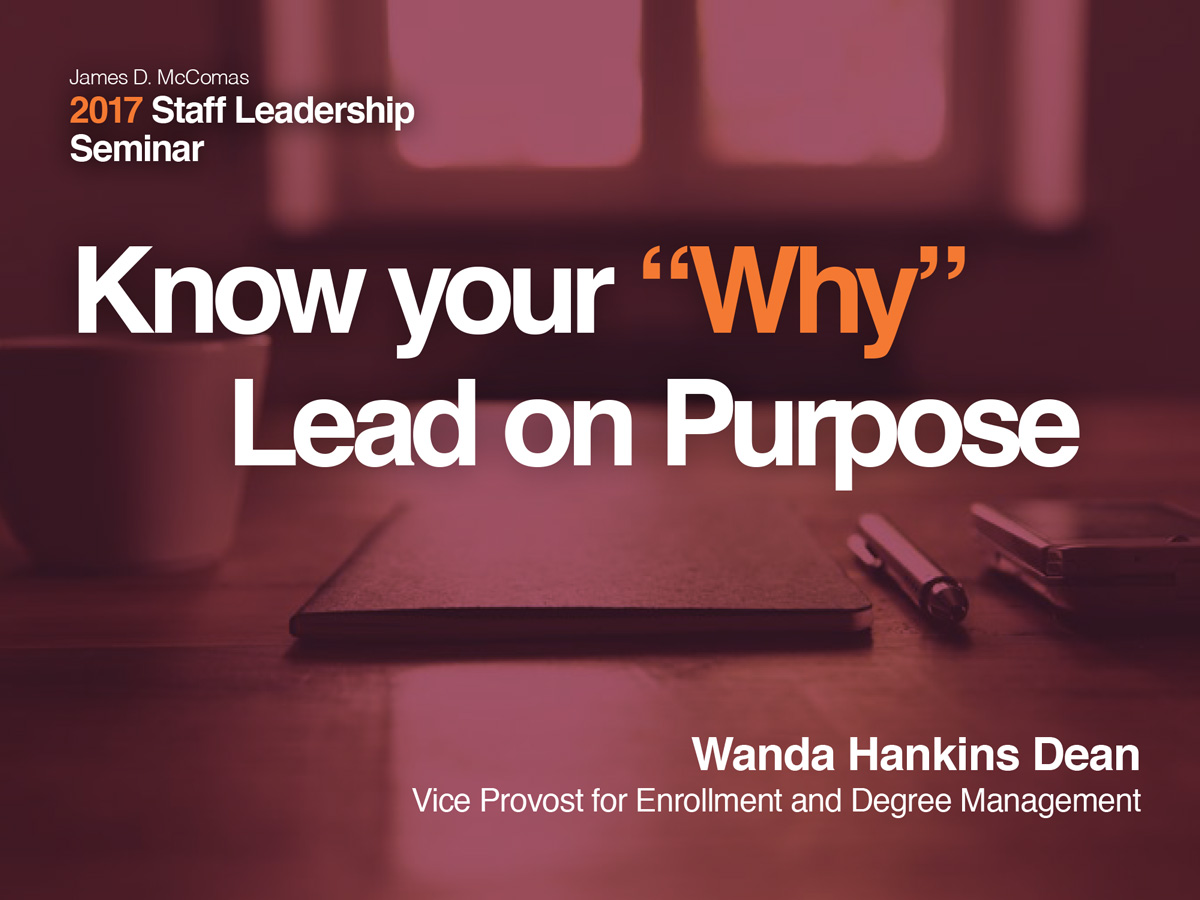 James D. McComas
2017 Staff Leadership
Seminar
Know your “Why”
Lead on Purpose
Wanda Hankins Dean
Vice Provost for Enrollment and Degree Management